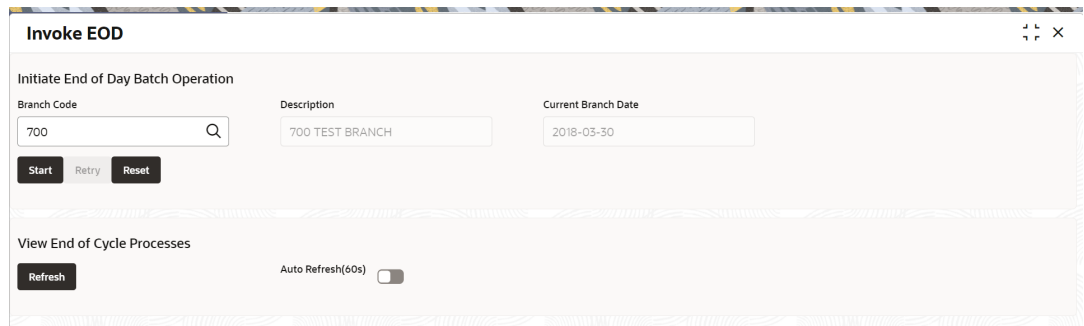 Invoke EOD
Initiate End of Day Batch Operation
Branch Code Description Current Branch Date
700 700 TEST BRANCH 2018-03-30
Start Retry Reset
View End of Cycle Processes
Refresh Auto Refresh(60s)